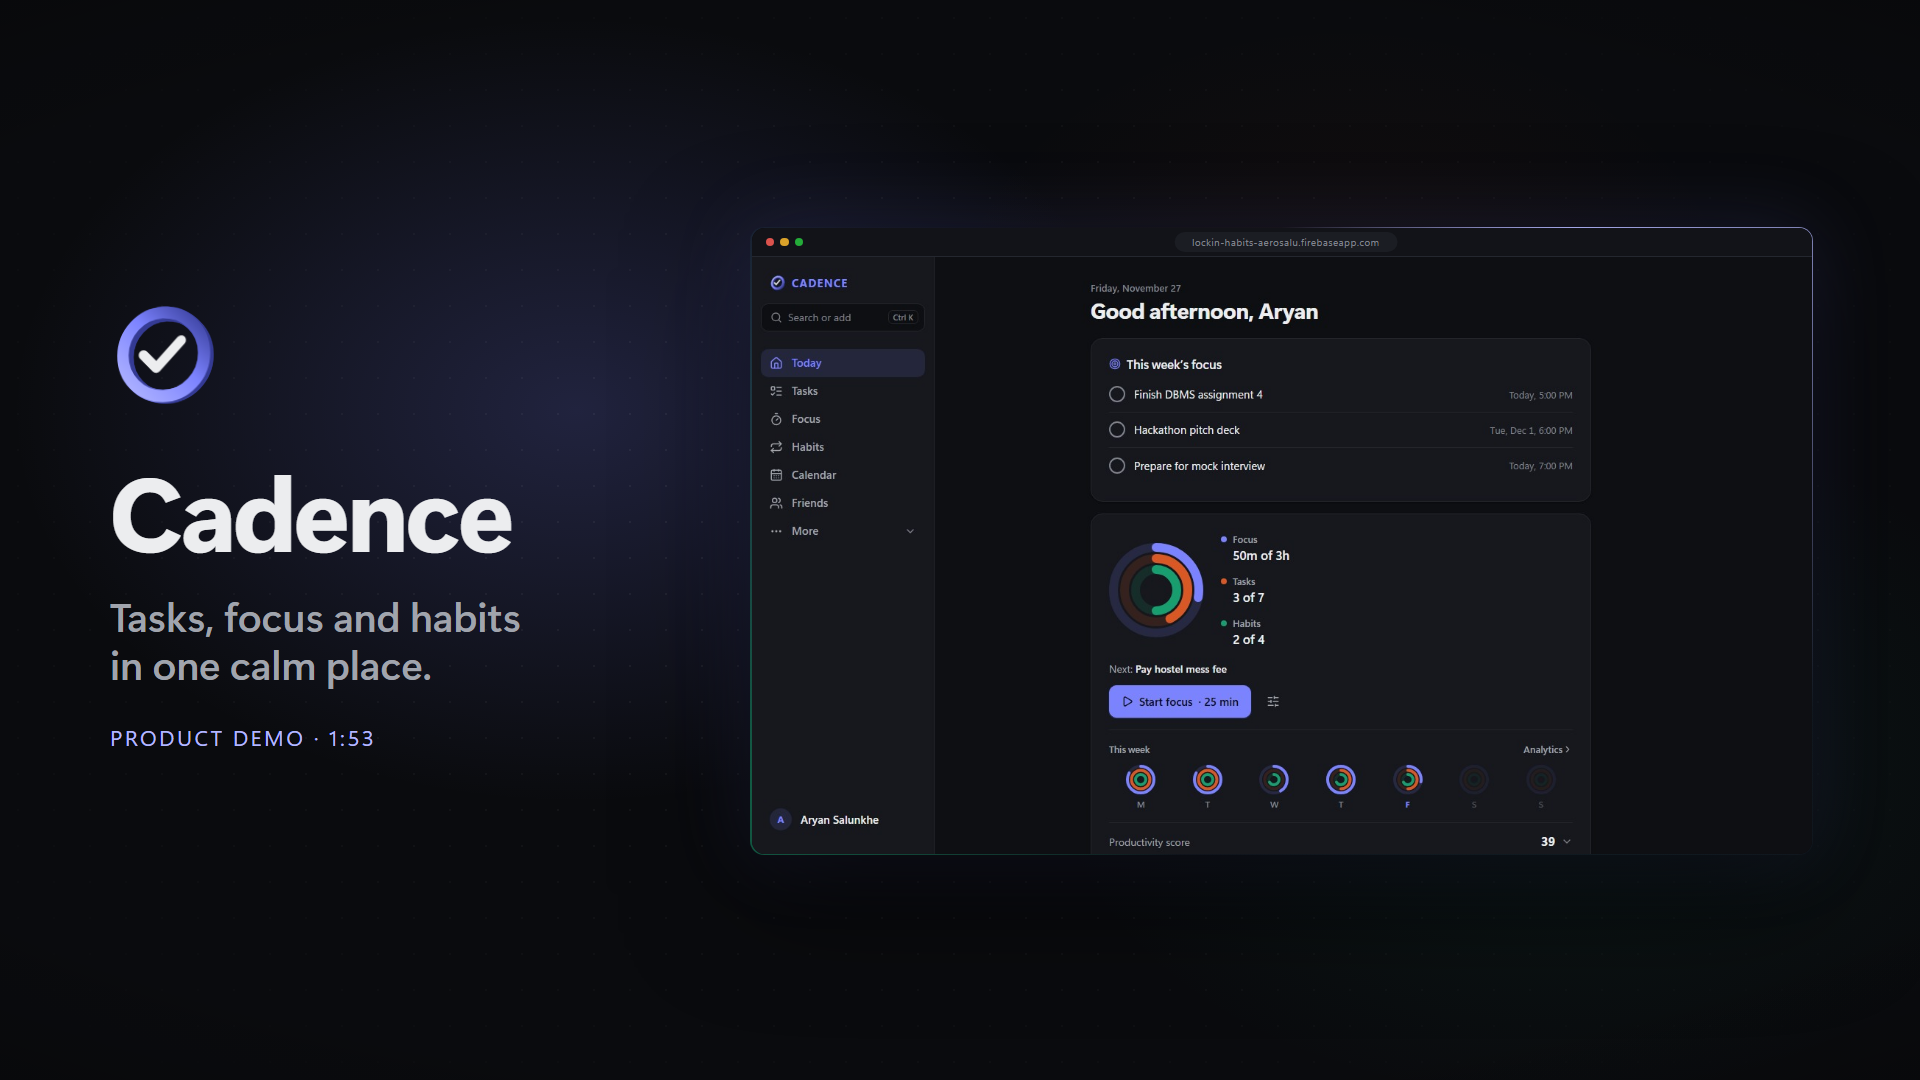 Cadence
Tasks, focus and habits
in one calm place.
PRODUCT DEMO · 1:53
lockin-habits-aerosalu.firebaseapp.com
CADENCE
Search or add Ctrl K
Today
Tasks
Focus
Habits
Calendar
Friends
More
A Aryan Salunkhe
Friday, November 27
Good afternoon, Aryan
This week's focus
Finish DBMS assignment 4 Today, 5:00 PM
Hackathon pitch deck Tue, Dec 1, 6:00 PM
Prepare for mock interview Today, 7:00 PM
Focus
50m of 3h
Tasks
3 of 7
Habits
2 of 4
Next: Pay hostel mess fee
Start focus · 25 min
This week Analytics
M T W T F S S
Productivity score 39